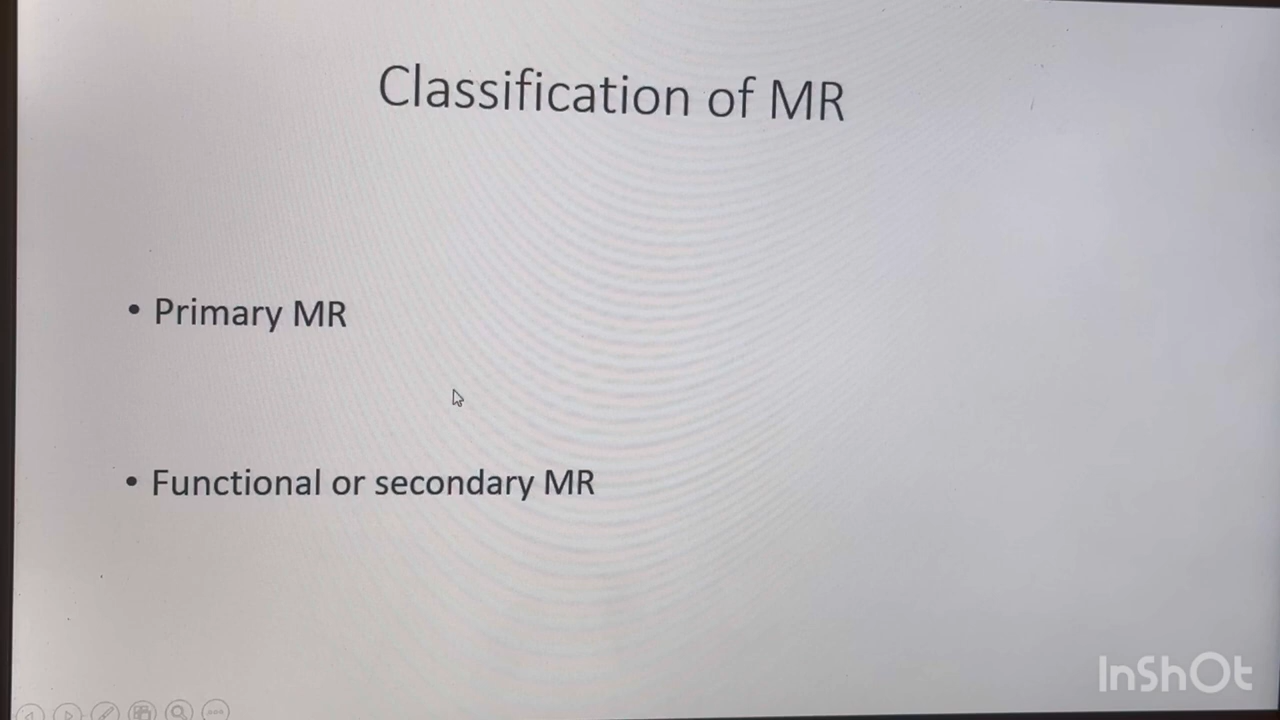 Classification of MR
• Primary MR
• Functional or secondary MR
InShOt